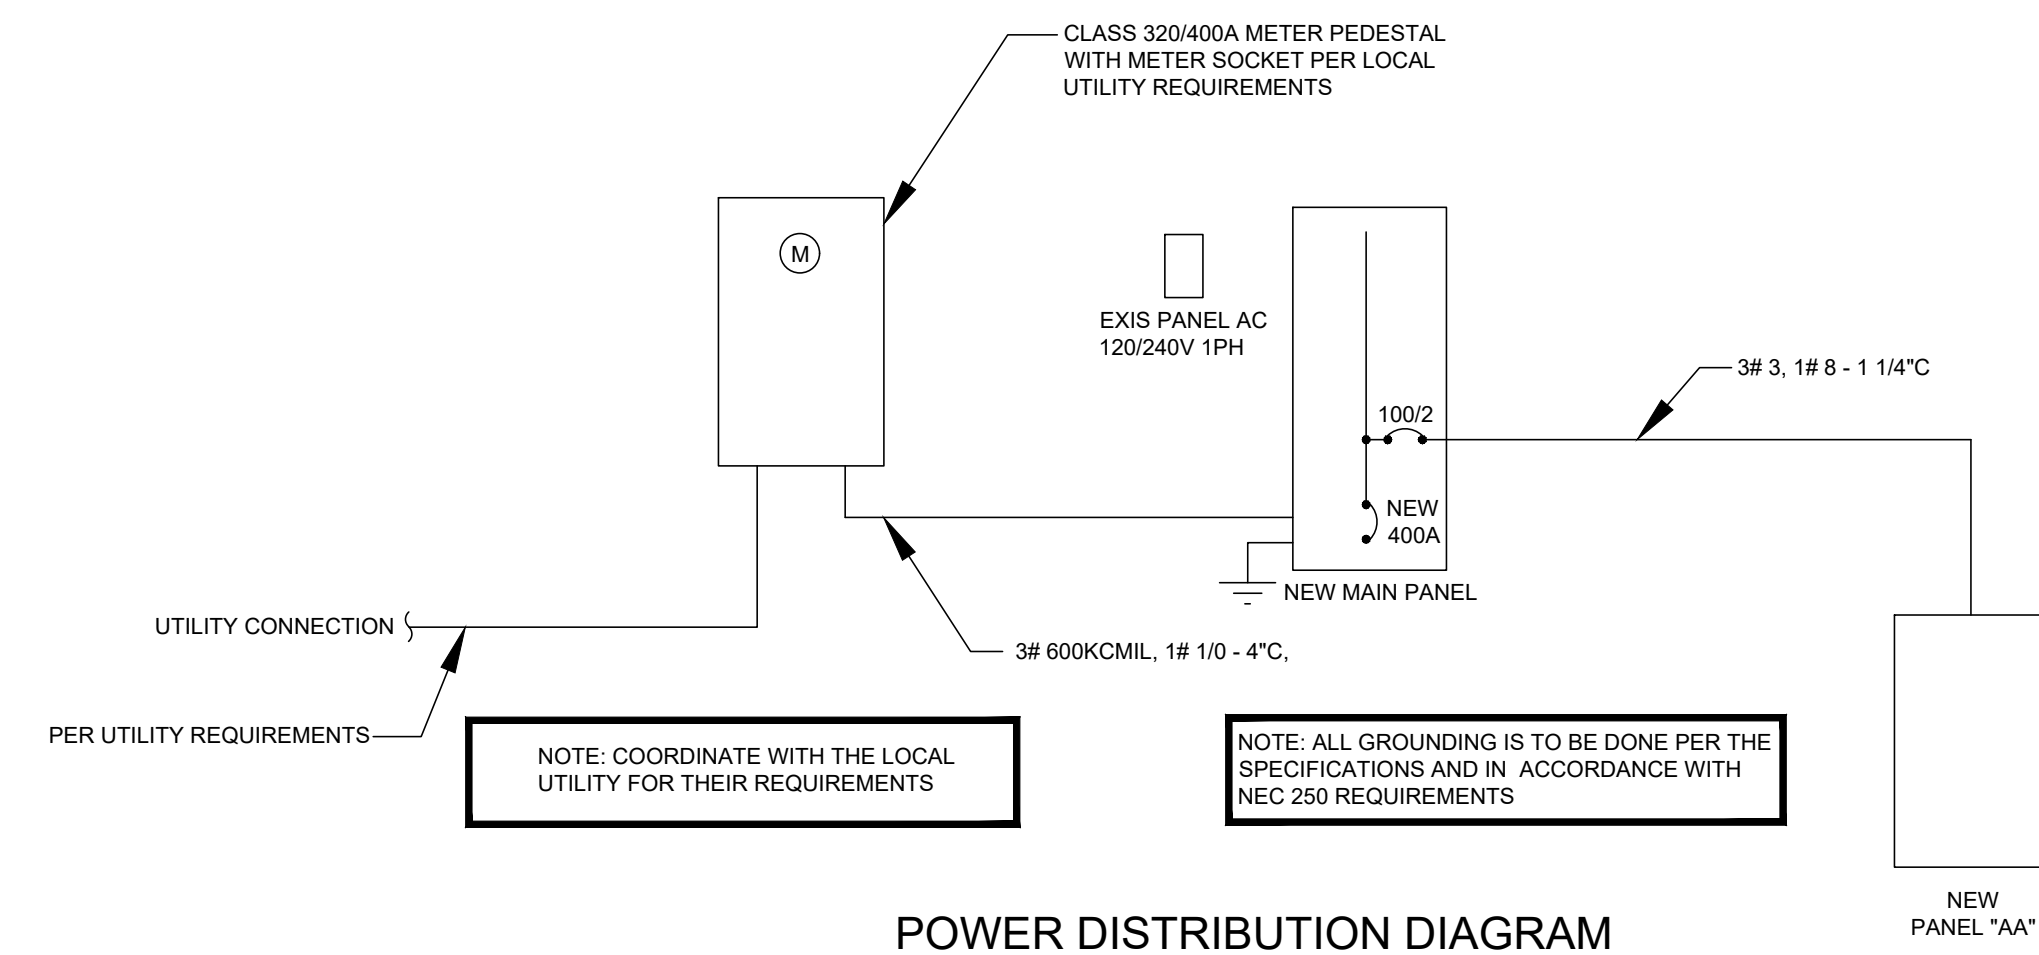 CLASS 320/400A METER PEDESTAL
WITH METER SOCKET PER LOCAL
UTILITY REQUIREMENTS
M
EXIS PANEL AC
120/240V 1PH
3# 3, 1# 8 - 1 1/4"C
100/2
NEW
400A
NEW MAIN PANEL
UTILITY CONNECTION
3# 600KCMIL, 1# 1/0 - 4"C,
PER UTILITY REQUIREMENTS
NOTE: COORDINATE WITH THE LOCAL
UTILITY FOR THEIR REQUIREMENTS
NOTE: ALL GROUNDING IS TO BE DONE PER THE
SPECIFICATIONS AND IN ACCORDANCE WITH
NEC 250 REQUIREMENTS
NEW
PANEL "AA"
POWER DISTRIBUTION DIAGRAM